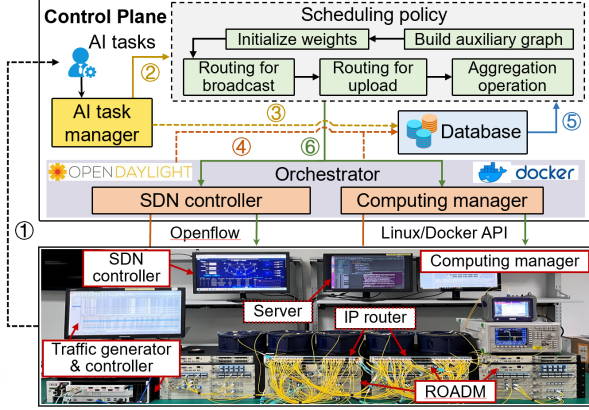 Control Plane
Scheduling policy
AI tasks
Initialize weights
Build auxiliary graph
②
Routing for
broadcast
Routing for
upload
Aggregation
operation
AI task
manager
③
Database
⑤
④
⑥
OPENDAYLIGHT
Orchestrator
docker
SDN controller
Computing manager
①
Openflow
Linux/Docker API
SDN
controller
Computing manager
Server
IP router
Traffic generator
& controller
ROADM